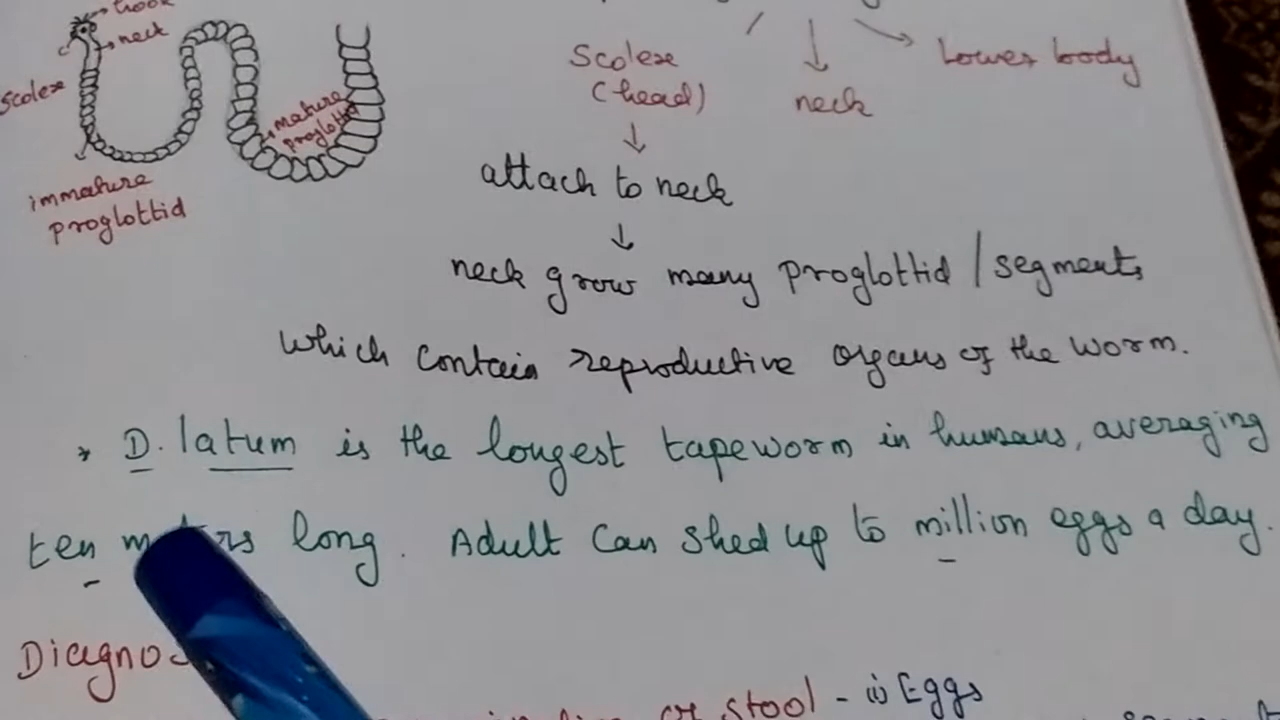 hook
neck
scolex
immature
proglottid
mature
proglottid
Scolex
(head)
neck
Lower body
attach to neck
neck grow many proglottid / segments
which contain reproductive organs of the worm.
* D. latum is the longest tapeworm in humans, averaging
ten long. Adult can shed up to million eggs a day.
of stool - (i) Eggs